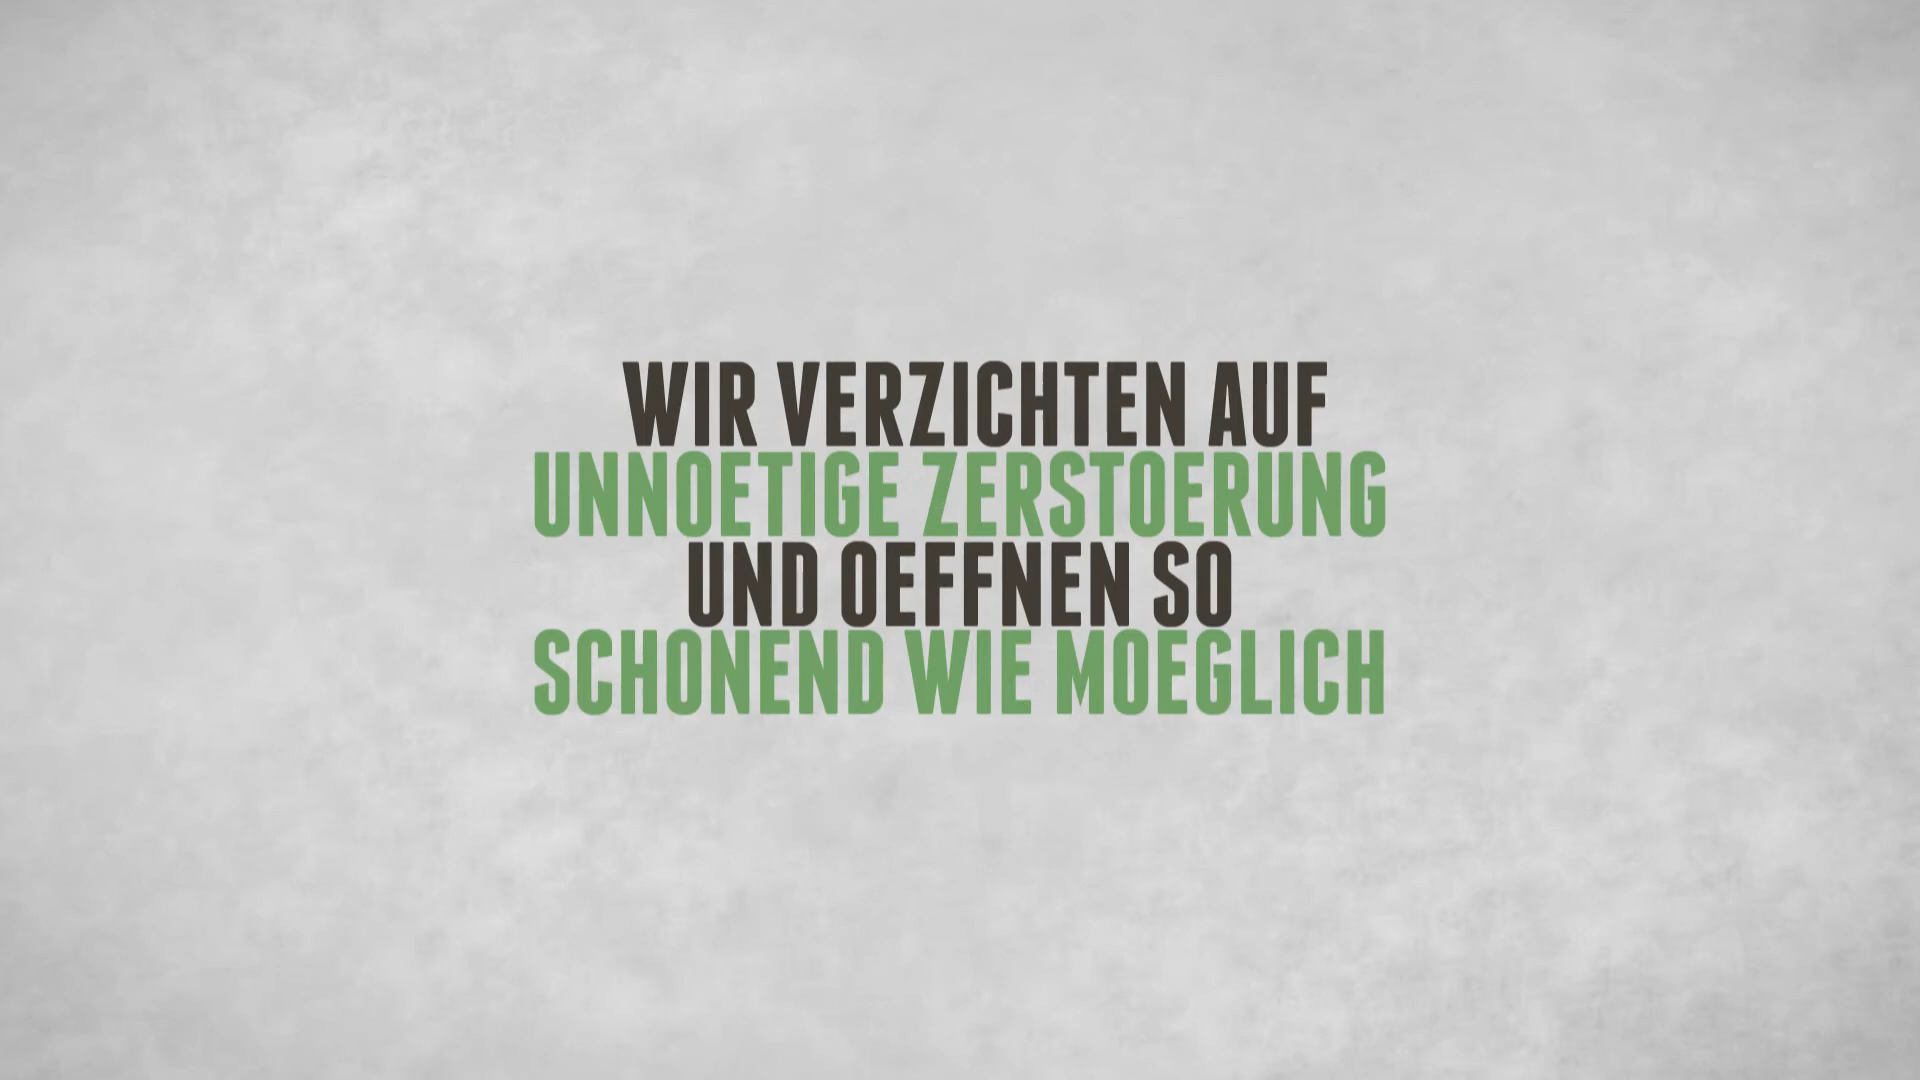 WIR VERZICHTEN AUF
UNNOETIGE ZERSTOERUNG
UND OEFFNEN SO
SCHONEND WIE MOEGLICH